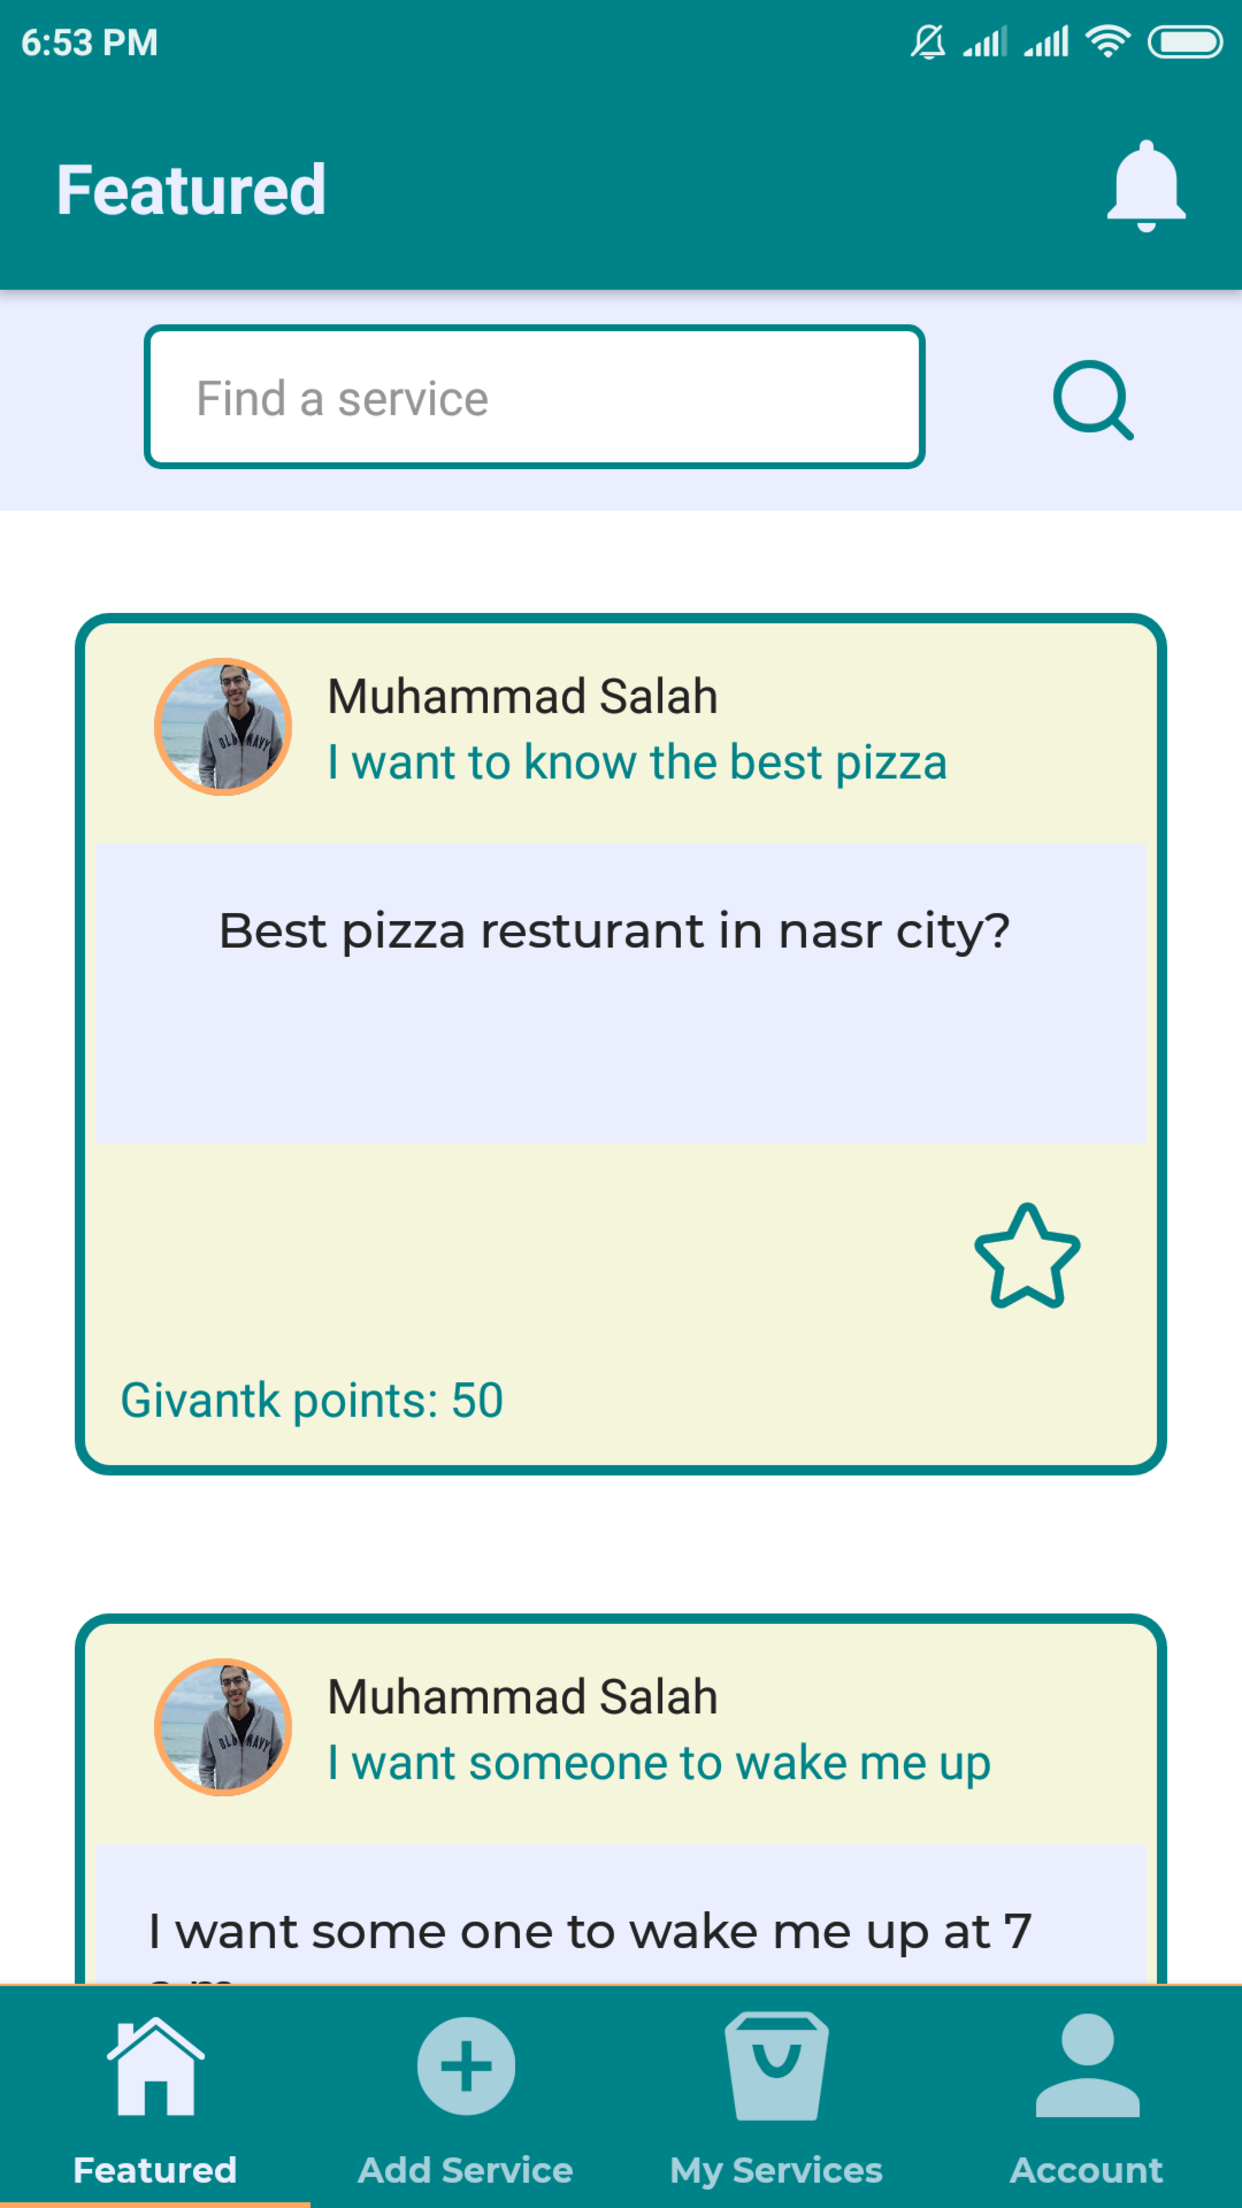 6:53 PM
Featured
Find a service
Muhammad Salah
I want to know the best pizza
Best pizza resturant in nasr city?
Givantk points: 50
Muhammad Salah
I want someone to wake me up
I want some one to wake me up at 7
Featured
Add Service
My Services
Account